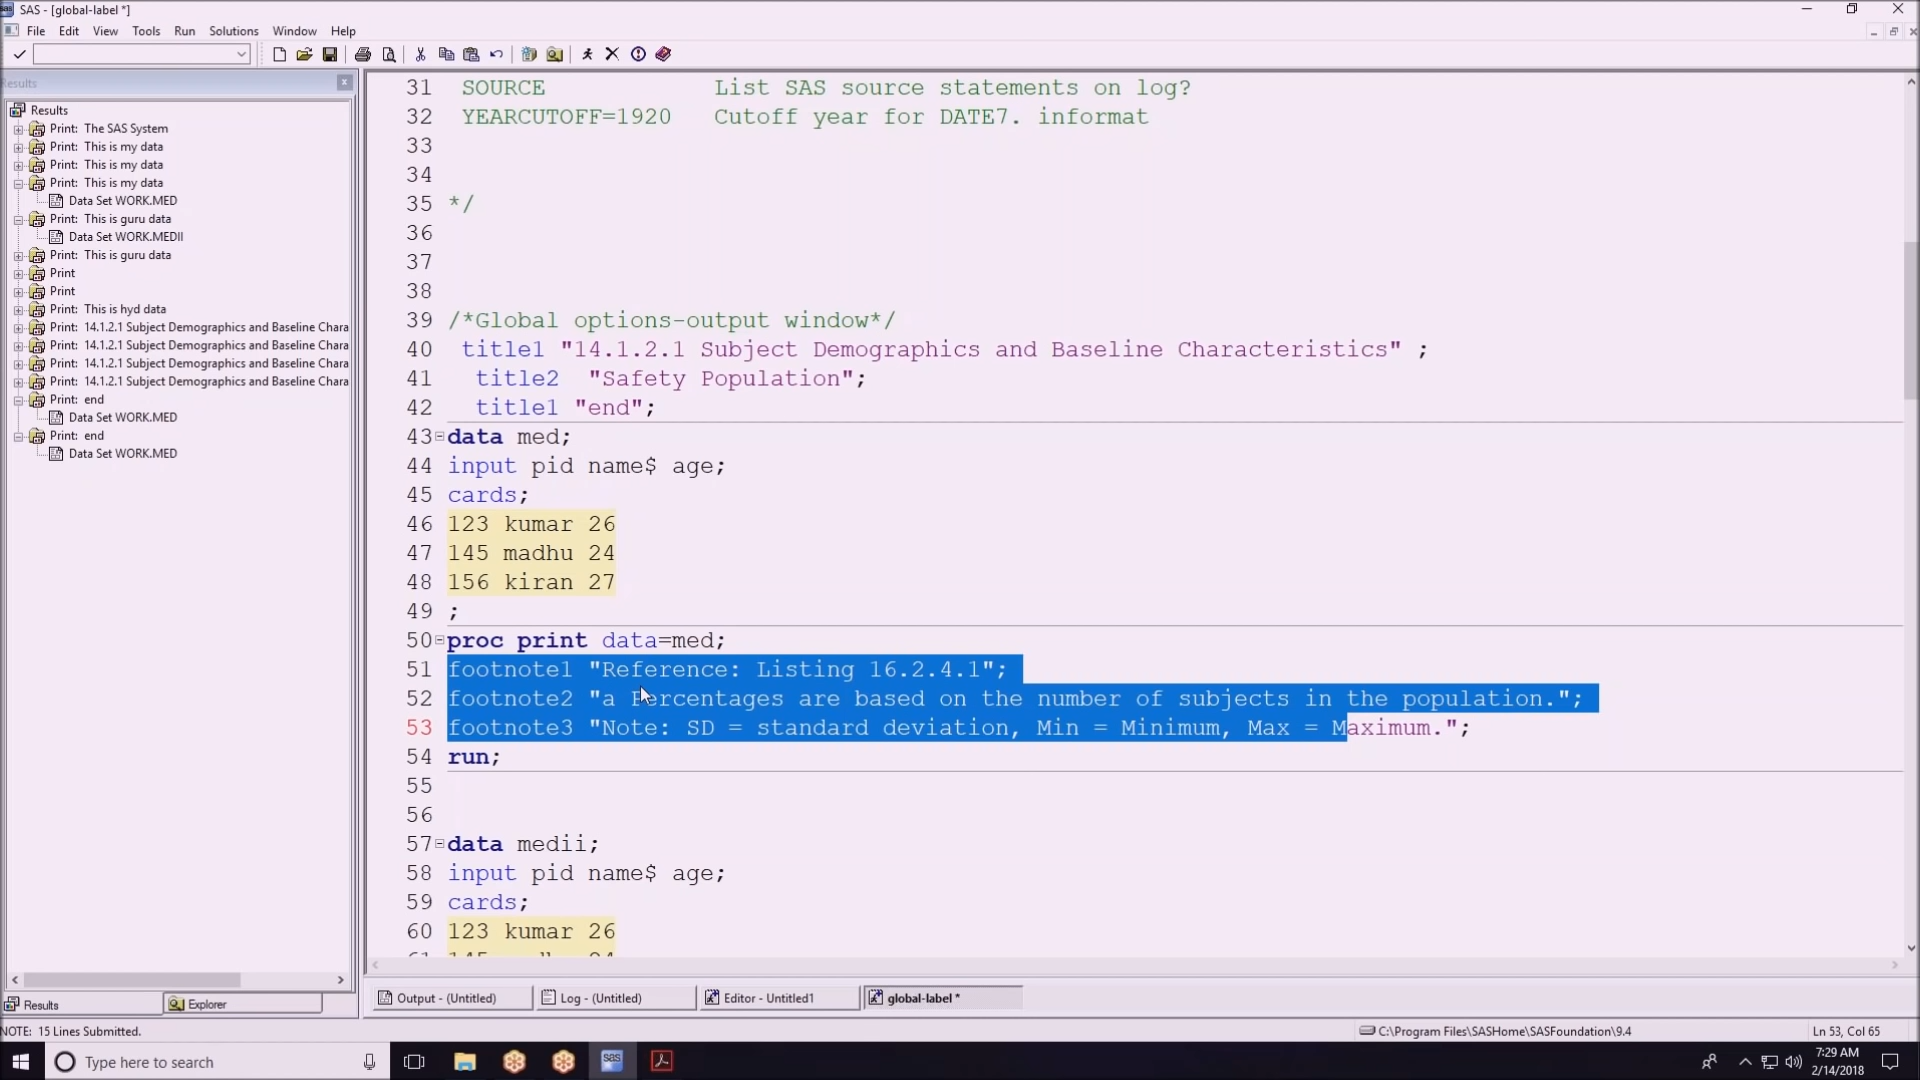 SAS - [global-label *]
File Edit View Tools Run Solutions Window Help
Results
Results
Print: The SAS System
Print: This is my data
Print: This is my data
Print: This is my data
Data Set WORK.MED
Print: This is guru data
Data Set WORK.MEDII
Print: This is guru data
Print
Print
Print: This is hyd data
Print: 14.1.2.1 Subject Demographics and Baseline Chara
Print: 14.1.2.1 Subject Demographics and Baseline Chara
Print: 14.1.2.1 Subject Demographics and Baseline Chara
Print: 14.1.2.1 Subject Demographics and Baseline Chara
Print: end
Data Set WORK.MED
Print: end
Data Set WORK.MED
31 SOURCE List SAS source statements on log?
32 YEARCUTOFF=1920 Cutoff year for DATE7. informat
33
34
35 */
36
37
38
39 /*Global options-output window*/
40 title1 "14.1.2.1 Subject Demographics and Baseline Characteristics" ;
41 title2 "Safety Population";
42 title1 "end";
43 data med;
44 input pid name$ age;
45 cards;
46 123 kumar 26
47 145 madhu 24
48 156 kiran 27
49 ;
50 proc print data=med;
51 footnote1 "Reference: Listing 16.2.4.1";
52 footnote2 "a Percentages are based on the number of subjects in the population.";
53 footnote3 "Note: SD = standard deviation, Min = Minimum, Max = Maximum.";
54 run;
55
56
57 data medii;
58 input pid name$ age;
59 cards;
60 123 kumar 26
Results Explorer
Output - (Untitled) Log - (Untitled) Editor - Untitled1 global-label *
NOTE: 15 Lines Submitted. C:\Program Files\SASHome\SASFoundation\9.4 Ln 53, Col 65
Type here to search
sas
7:29 AM
2/14/2018